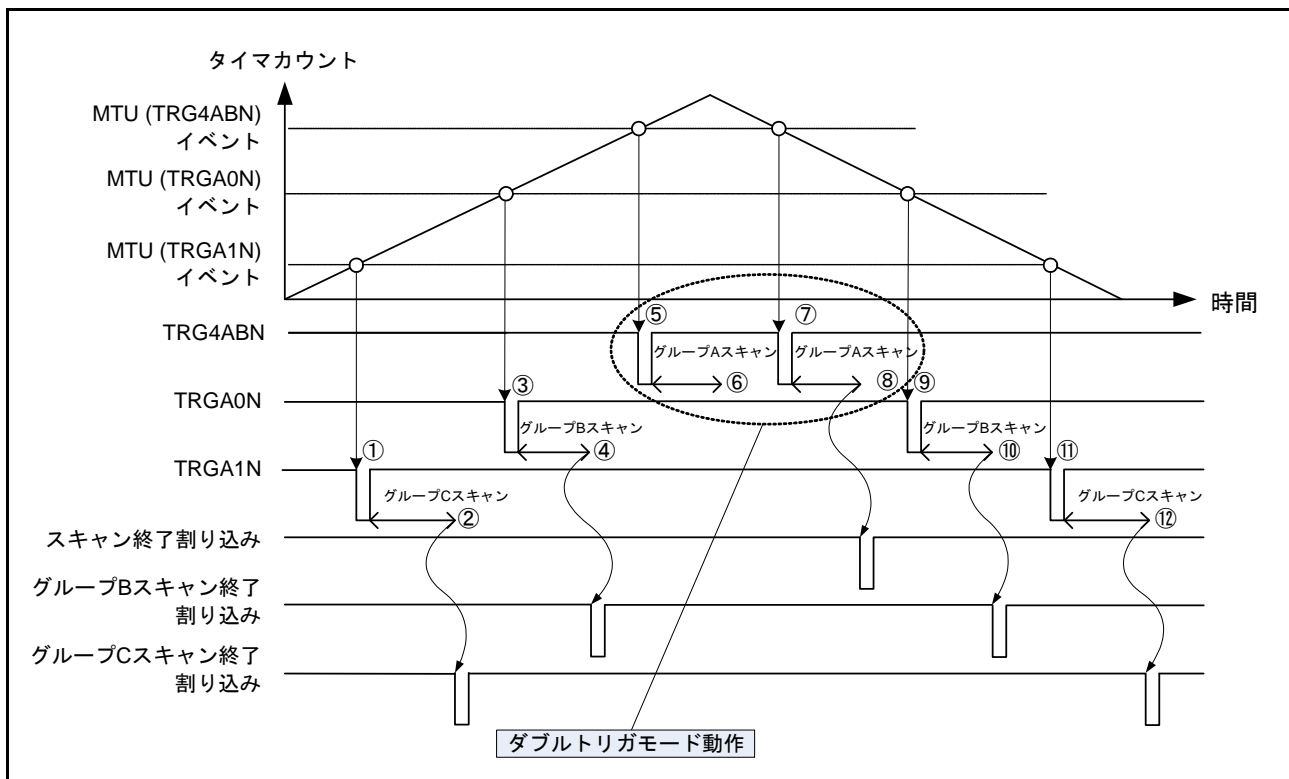 タイマカウント
MTU (TRG4ABN)
イベント
MTU (TRGA0N)
イベント
MTU (TRGA1N)
イベント
時間
TRG4ABN
⑤
⑦
グループAスキャン
グループAスキャン
⑥
⑧
TRGA0N
③
⑨
グループBスキャン
グループBスキャン
④
⑩
TRGA1N
①
⑪
グループCスキャン
グループCスキャン
②
⑫
スキャン終了割り込み
グループBスキャン終了
割り込み
グループCスキャン終了
割り込み
ダブルトリガモード動作